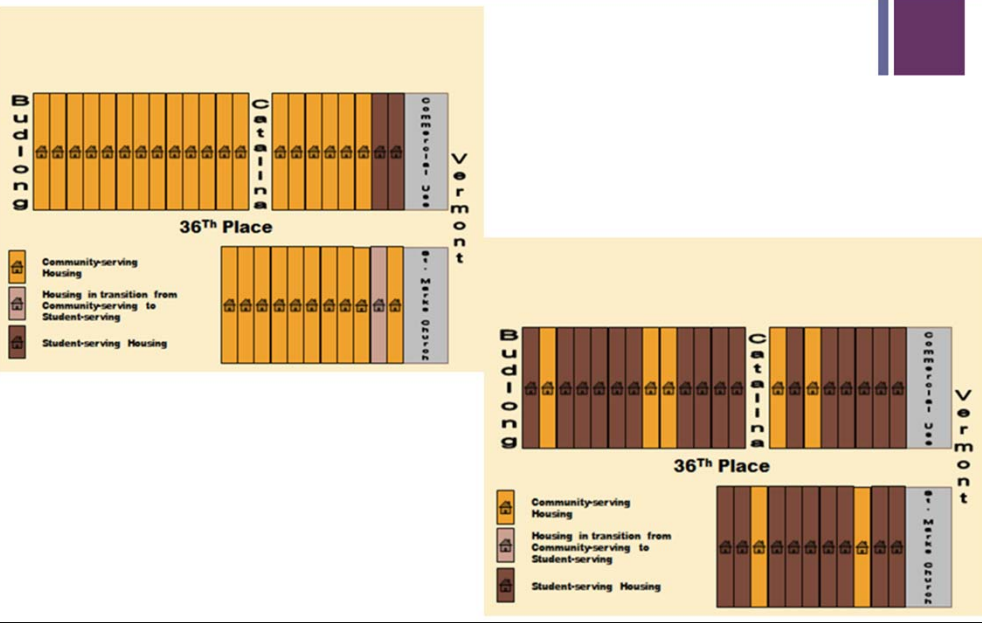 Budlong
Catalina
Commercial Use
Vermont
36Th Place
Community-serving
Housing
Housing in transition from
Community-serving to
Student-serving
Student-serving Housing
St. Marks Church
Budlong
Catalina
Commercial Use
Vermont
36Th Place
Community-serving
Housing
Housing in transition from
Community-serving to
Student-serving
Student-serving Housing
St. Marks Church